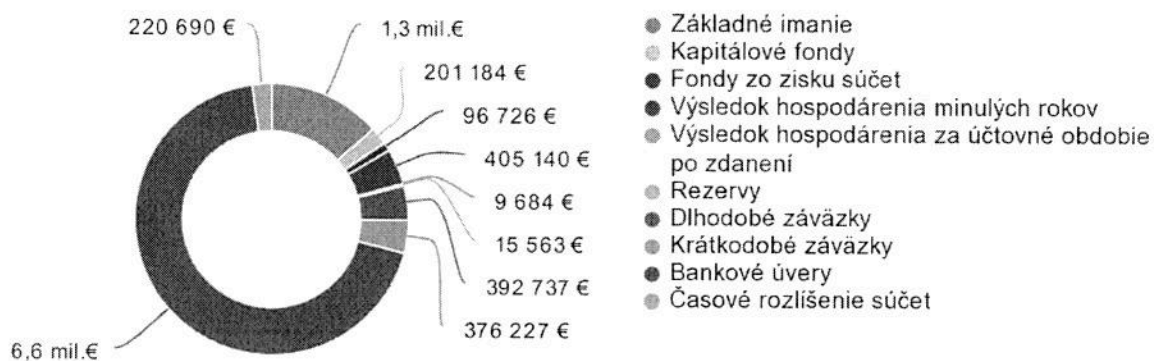 220 690 €
1,3 mil.€
201 184 €
96 726 €
405 140 €
9 684 €
15 563 €
392 737 €
376 227 €
6,6 mil.€
Základné imanie
Kapitálové fondy
Fondy zo zisku súčet
Výsledok hospodárenia minulých rokov
Výsledok hospodárenia za účtovné obdobie
po zdanení
Rezervy
Dlhodobé záväzky
Krátkodobé záväzky
Bankové úvery
Časové rozlíšenie súčet